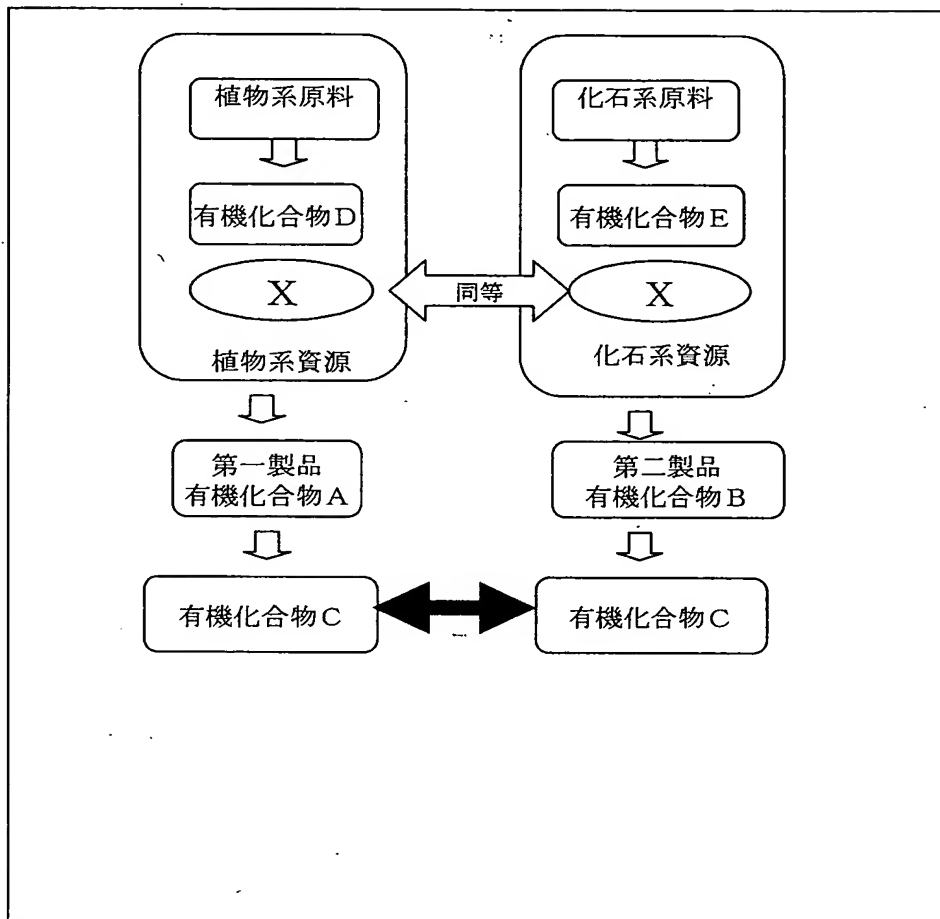 植物系原料
有機化合物D
X
植物系資源
第一製品
有機化合物A
有機化合物C
同等
化石系原料
有機化合物E
X
化石系資源
第二製品
有機化合物B
有機化合物C